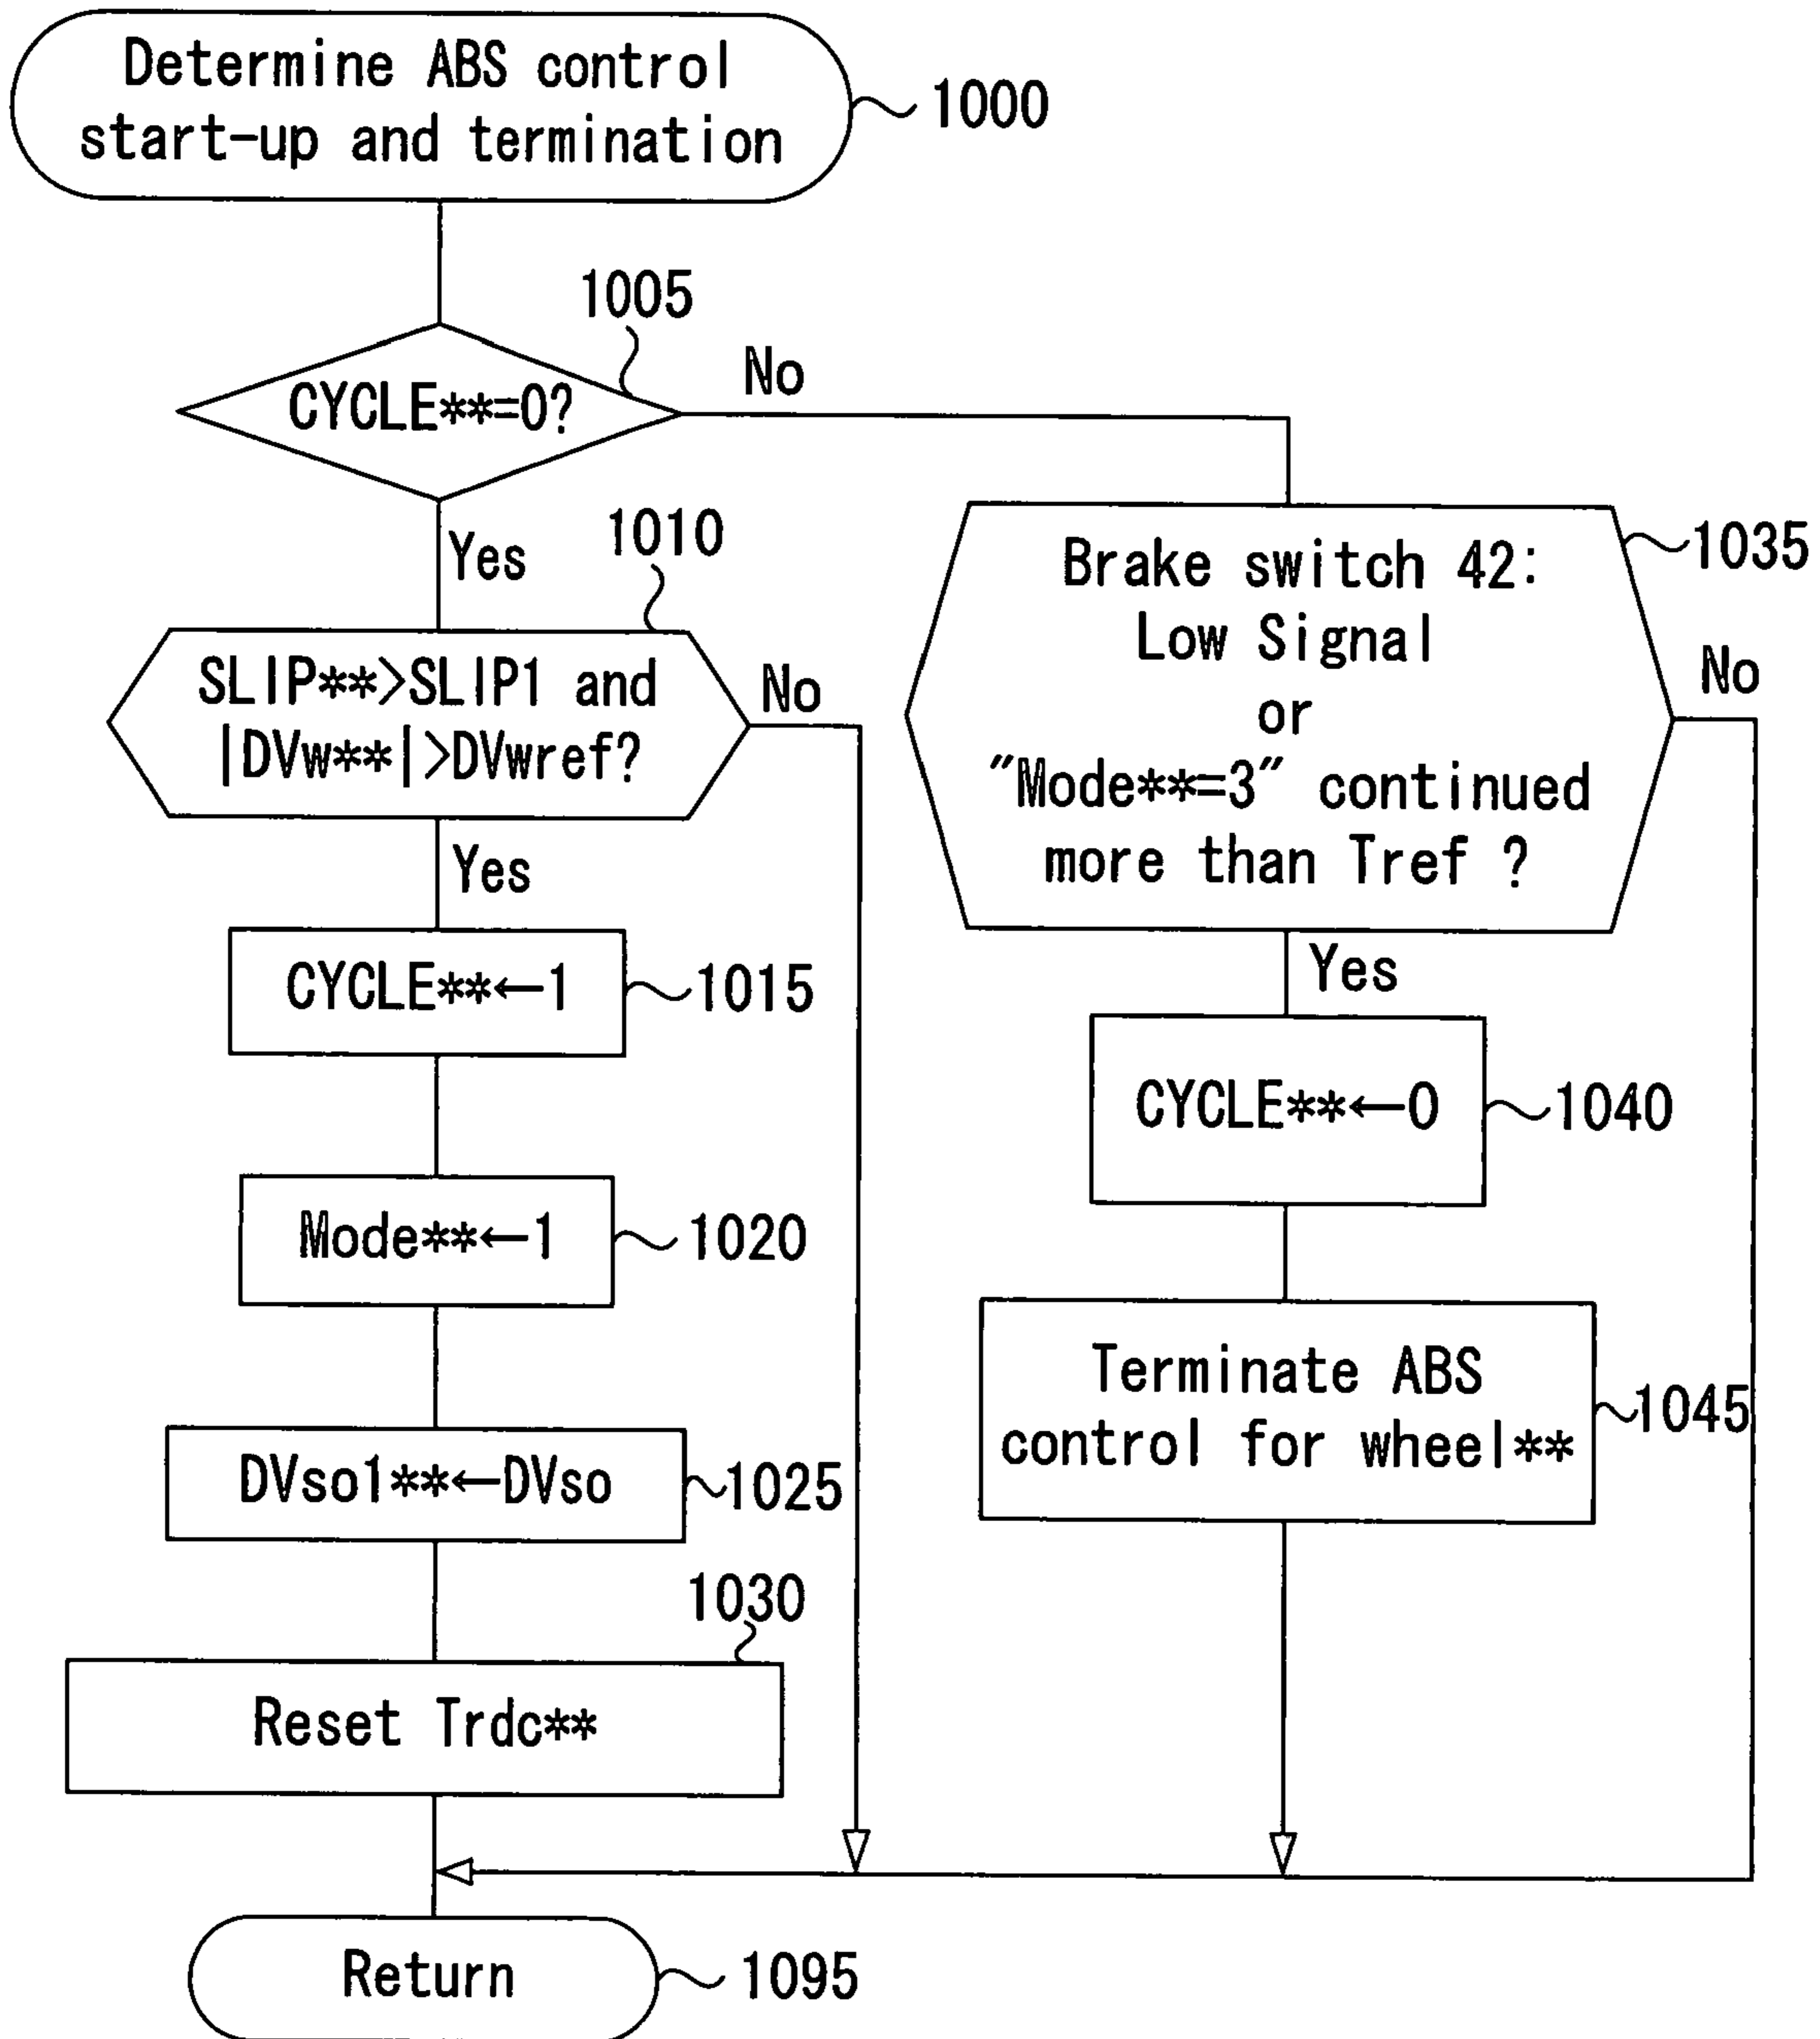 Determine ABS control
start-up and termination
1000
1005
CYCLE**=0?
No
Yes
1010
SLIP**>SLIP1 and
|DVw**|>DVwref?
No
Yes
CYCLE**←1
1015
Mode**←1
1020
DVso1**←DVso
1025
1030
Reset Trdc**
Brake switch 42:
Low Signal
or
"Mode**=3" continued
more than Tref ?
1035
No
Yes
CYCLE**←0
1040
Terminate ABS
control for wheel**
1045
Return
1095